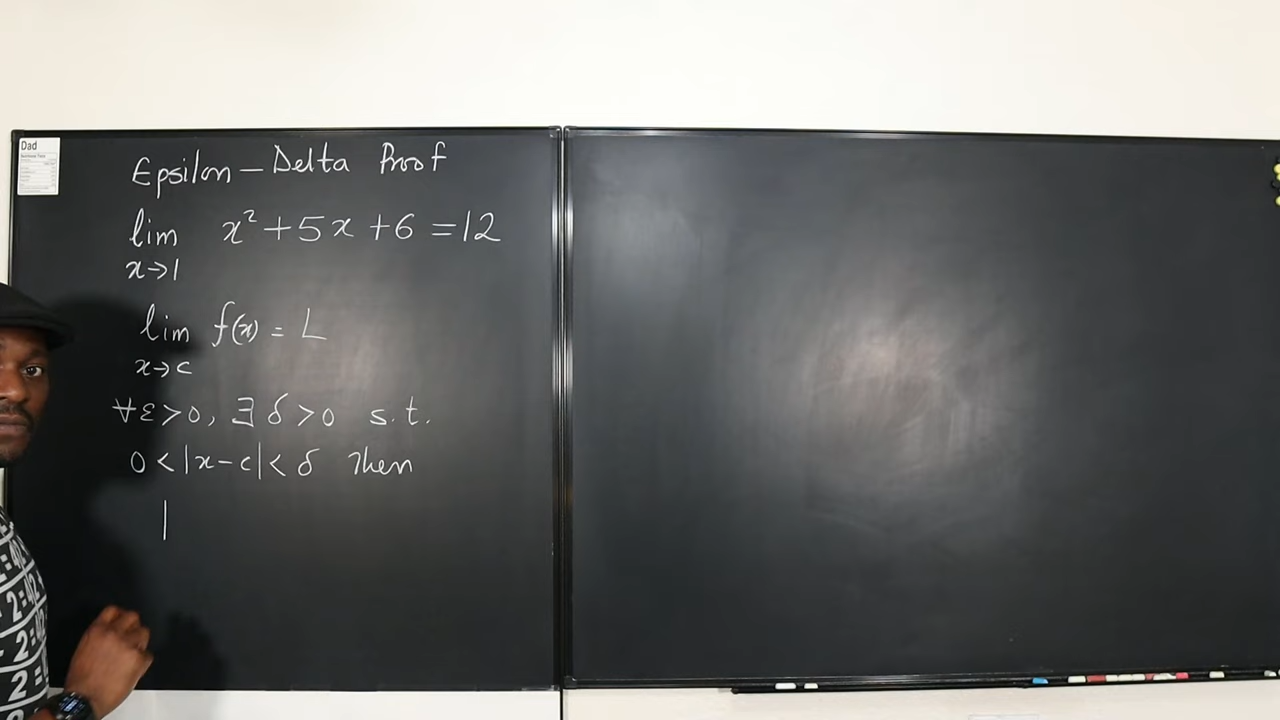 Dad
Epsilon – Delta Proof
lim x² + 5x + 6 = 12
x→1
lim f(x) = L
x→c
∀ε>0, ∃ δ>0 s.t.
0 < |x-c| < δ then
|